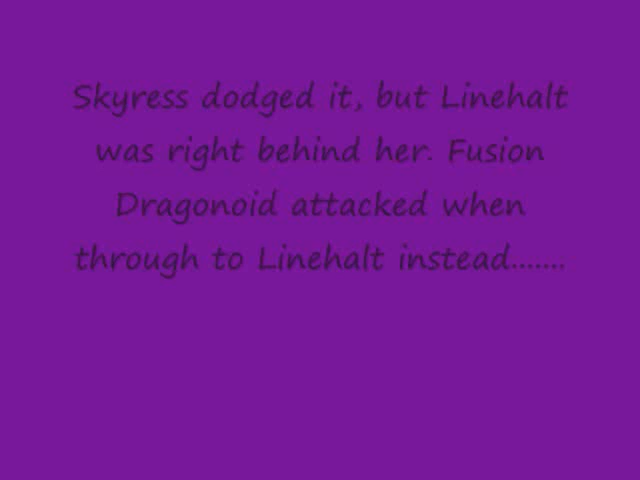 Skyress dodged it, but Linehalt
was right behind her. Fusion
Dragonoid attacked when
through to Linehalt instead.......